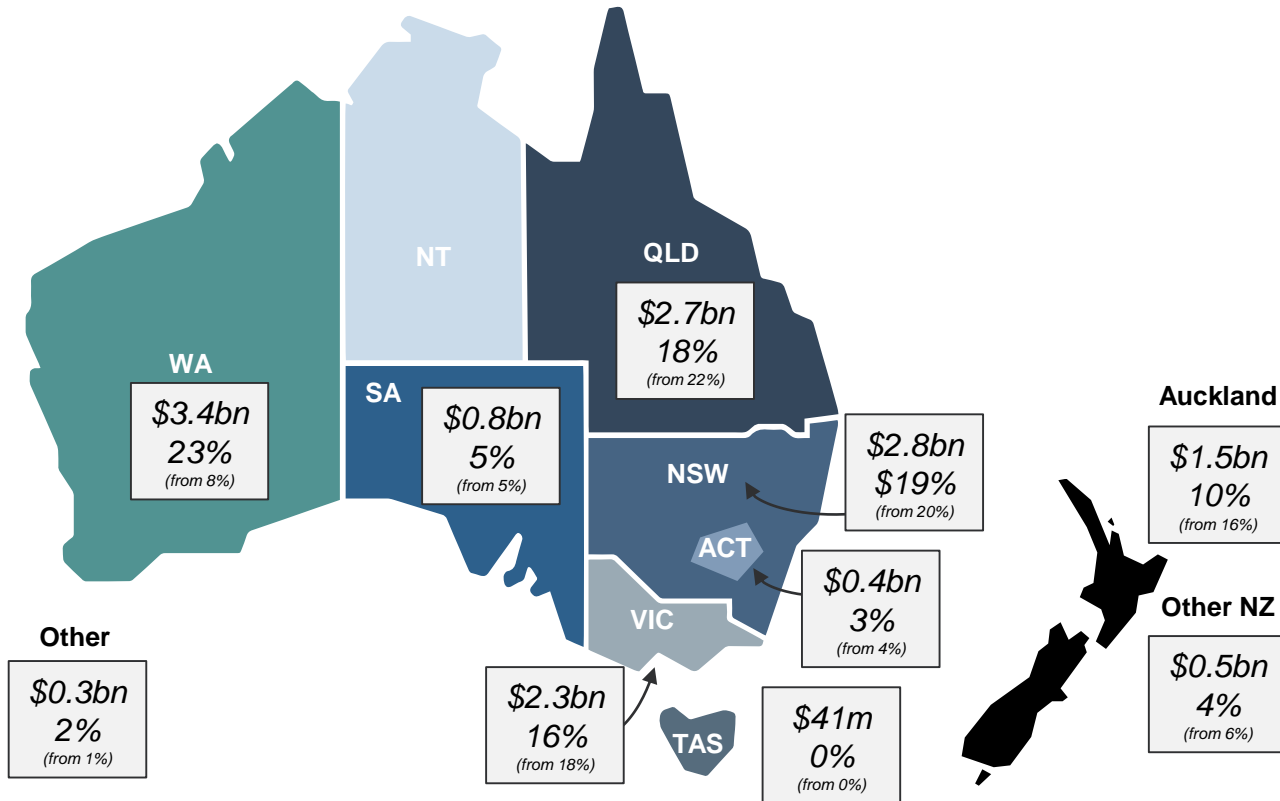 NT
QLD
$2.7bn
18%
(from 22%)
WA
$3.4bn
23%
(from 8%)
SA
$0.8bn
5%
(from 5%)
NSW
$2.8bn
$19%
(from 20%)
Auckland
$1.5bn
10%
(from 16%)
ACT
$0.4bn
3%
(from 4%)
VIC
$2.3bn
16%
(from 18%)
Other
$0.3bn
2%
(from 1%)
TAS
$41m
0%
(from 0%)
Other NZ
$0.5bn
4%
(from 6%)